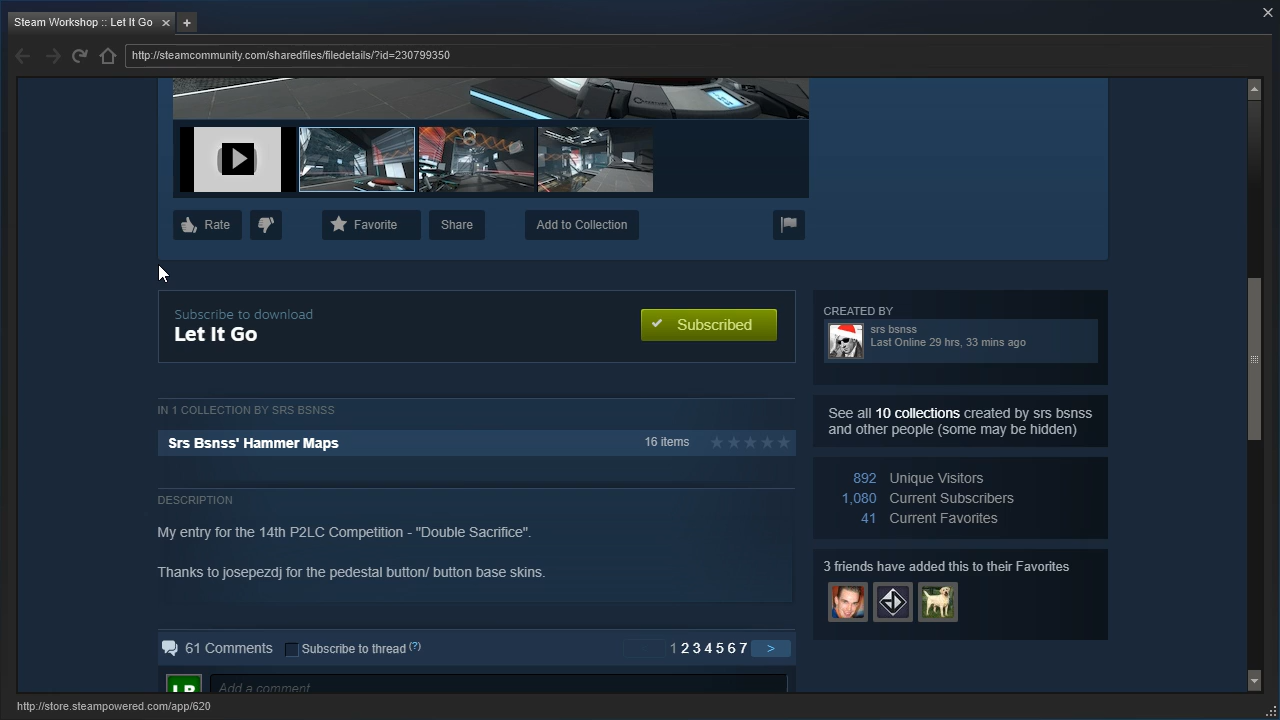 Steam Workshop :: Let It Go
http://steamcommunity.com/sharedfiles/filedetails/?id=230799350
Rate
Favorite
Share
Add to Collection
Subscribe to download
Let It Go
Subscribed
CREATED BY
srs bsnss
Last Online 29 hrs, 33 mins ago
IN 1 COLLECTION BY SRS BSNSS
Srs Bsnss' Hammer Maps
16 items
See all 10 collections created by srs bsnss
and other people (some may be hidden)
892 Unique Visitors
1,080 Current Subscribers
41 Current Favorites
DESCRIPTION
My entry for the 14th P2LC Competition - "Double Sacrifice".
Thanks to josepezdj for the pedestal button/ button base skins.
3 friends have added this to their Favorites
61 Comments
Subscribe to thread (?)
1 2 3 4 5 6 7 >
Add a comment
http://store.steampowered.com/app/620